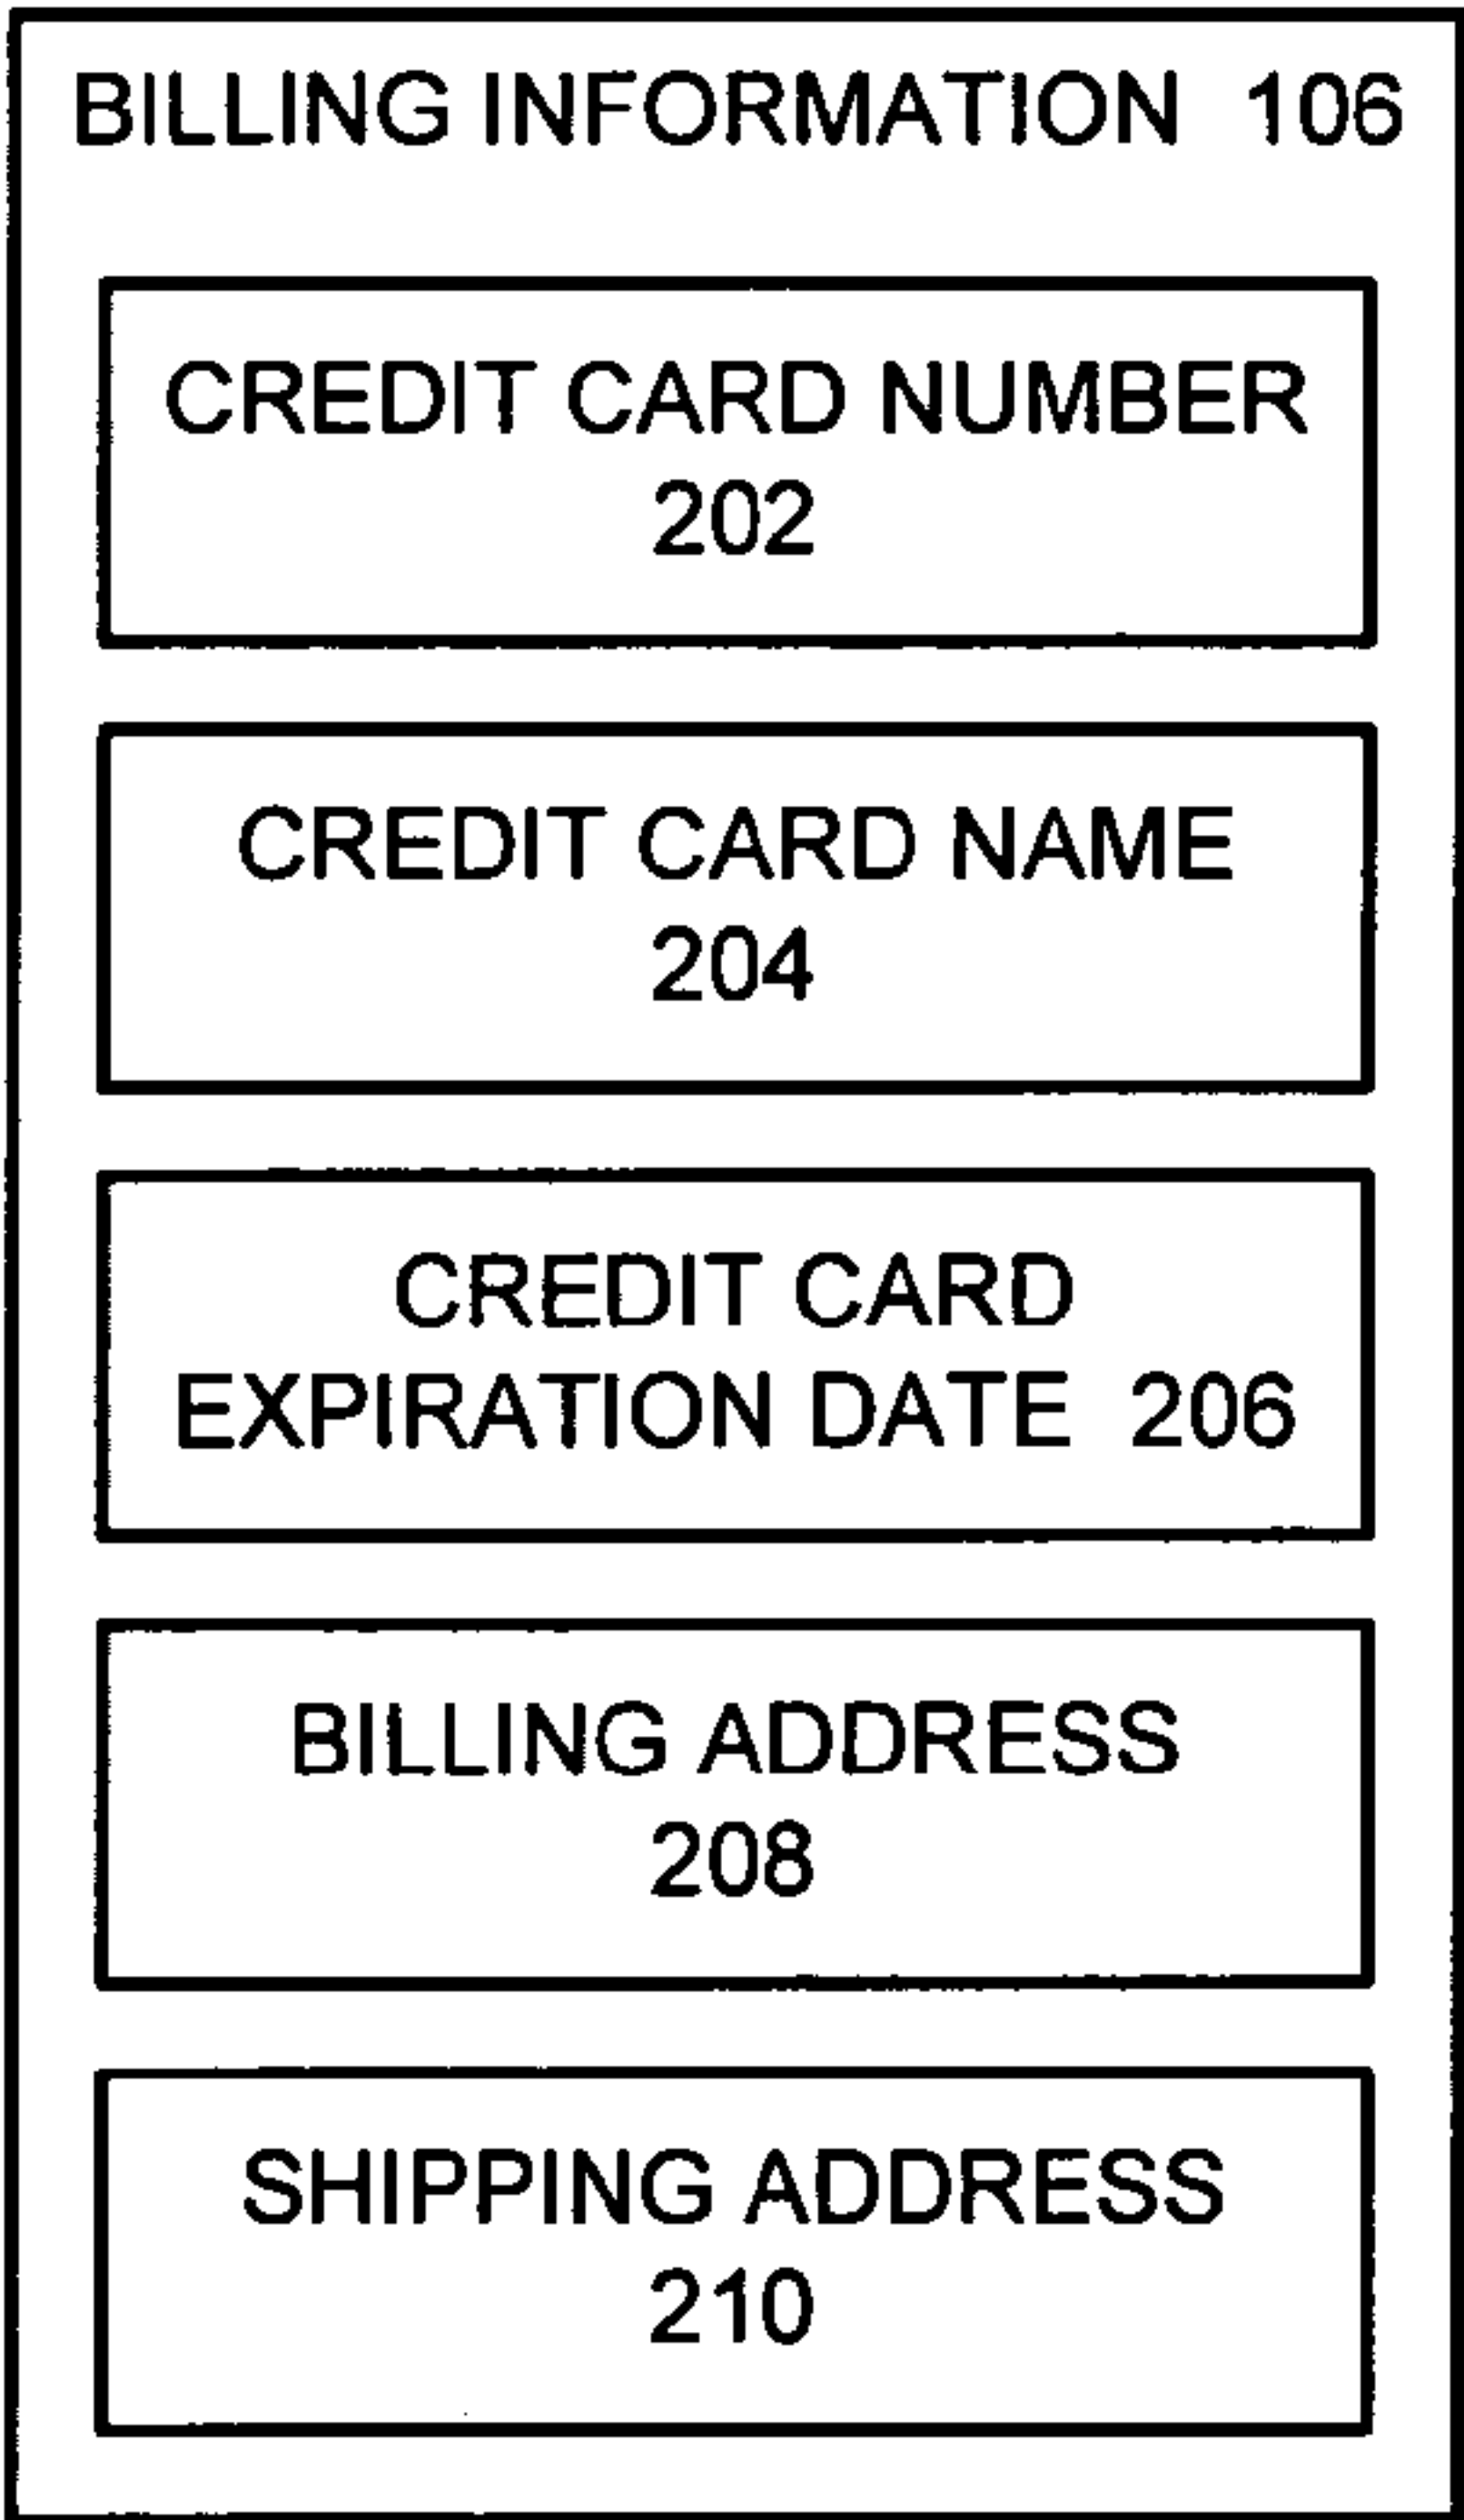 BILLING INFORMATION 106
CREDIT CARD NUMBER
202
CREDIT CARD NAME
204
CREDIT CARD
EXPIRATION DATE 206
BILLING ADDRESS
208
SHIPPING ADDRESS
210